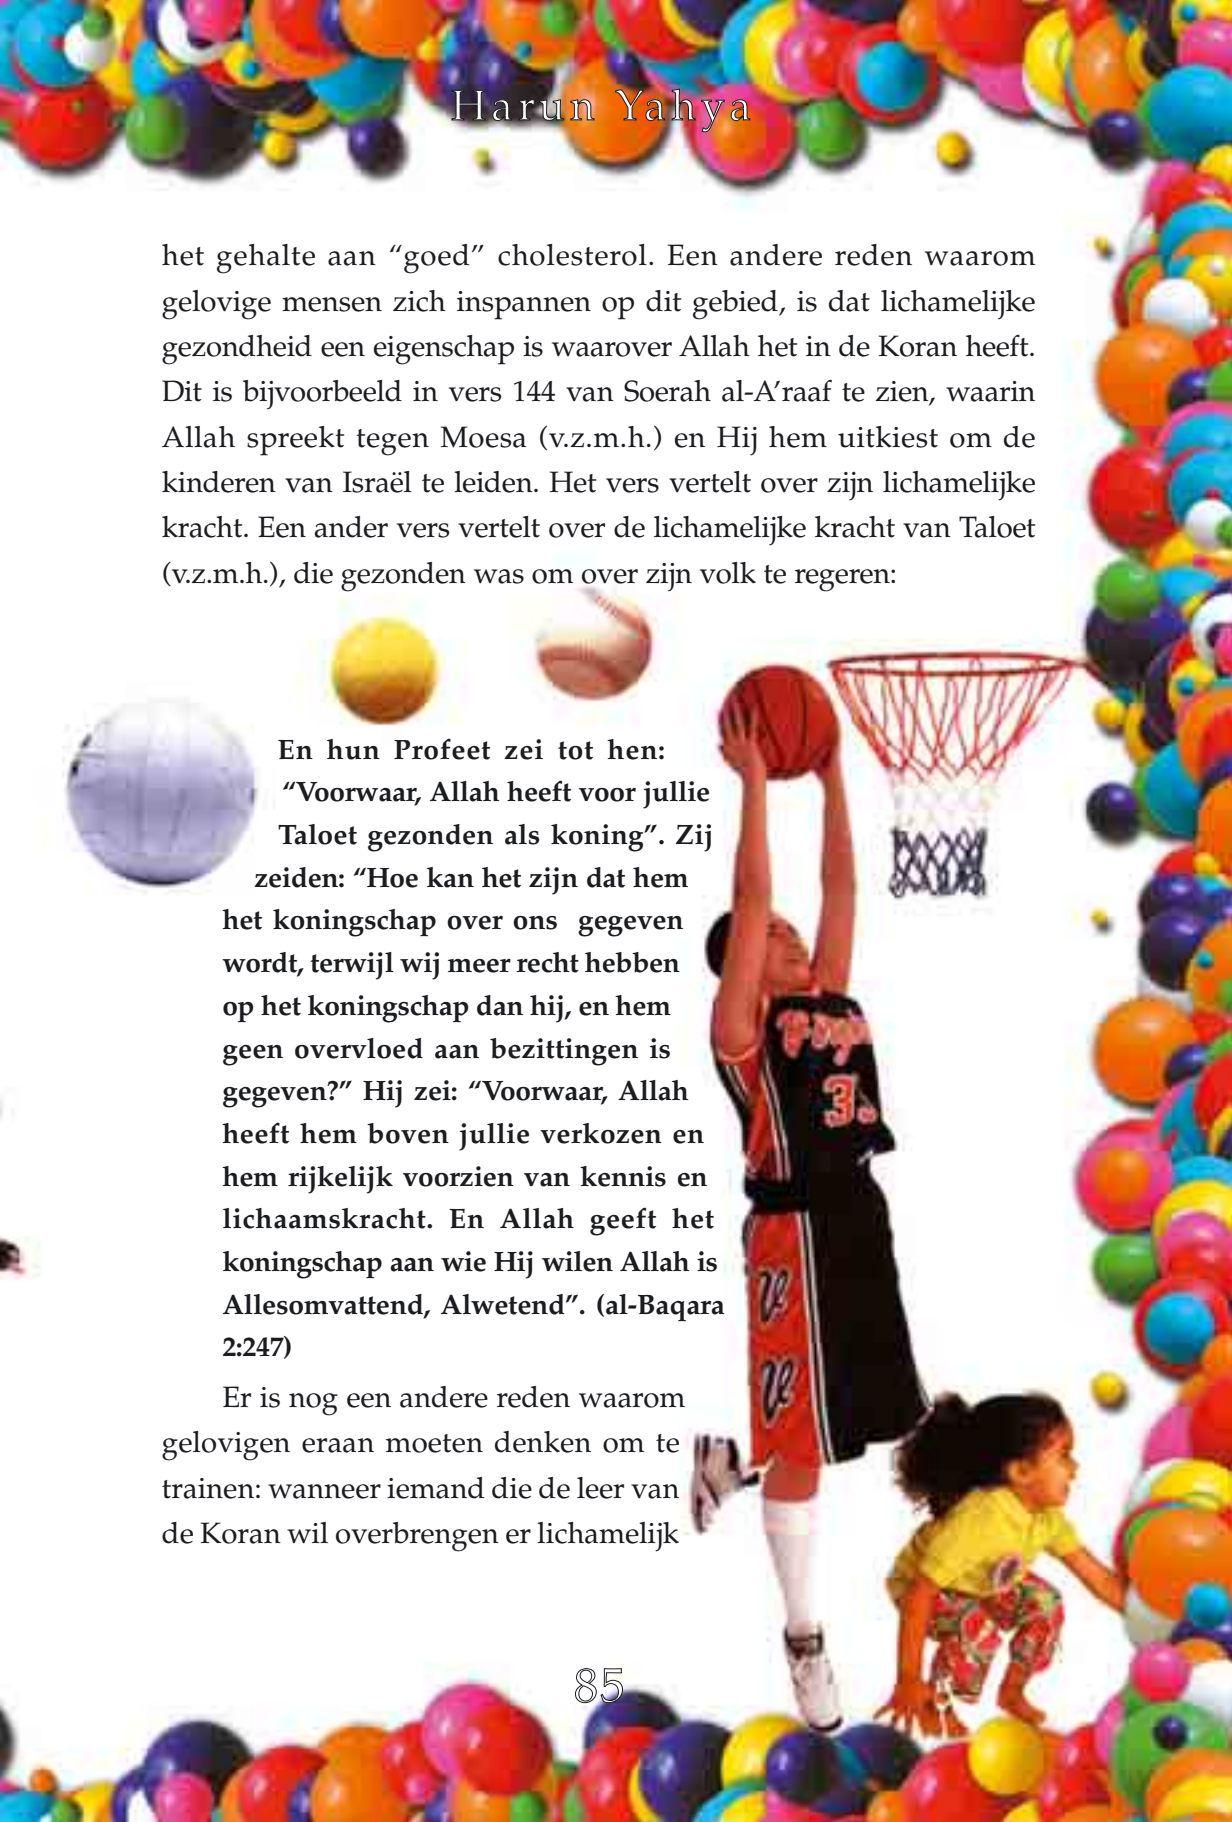 Harun Yahya
het gehalte aan “goed” cholesterol. Een andere reden waarom
gelovige mensen zich inspannen op dit gebied, is dat lichamelijke
gezondheid een eigenschap is waarover Allah het in de Koran heeft.
Dit is bijvoorbeeld in vers 144 van Soerah al-A’raaf te zien, waarin
Allah spreekt tegen Moesa (v.z.m.h.) en Hij hem uitkiest om de
kinderen van Israël te leiden. Het vers vertelt over zijn lichamelijke
kracht. Een ander vers vertelt over de lichamelijke kracht van Taloet
(v.z.m.h.), die gezonden was om over zijn volk te regeren:
En hun Profeet zei tot hen:
“Voorwaar, Allah heeft voor jullie
Taloet gezonden als koning”. Zij
zeiden: “Hoe kan het zijn dat hem
het koningschap over ons gegeven
wordt, terwijl wij meer recht hebben
op het koningschap dan hij, en hem
geen overvloed aan bezittingen is
gegeven?” Hij zei: “Voorwaar, Allah
heeft hem boven jullie verkozen en
hem rijkelijk voorzien van kennis en
lichaamskracht. En Allah geeft het
koningschap aan wie Hij wilen Allah is
Allesomvattend, Alwetend”. (al-Baqara
2:247)
Er is nog een andere reden waarom
gelovigen eraan moeten denken om te
trainen: wanneer iemand die de leer van
de Koran wil overbrengen er lichamelijk
3
V
V
85